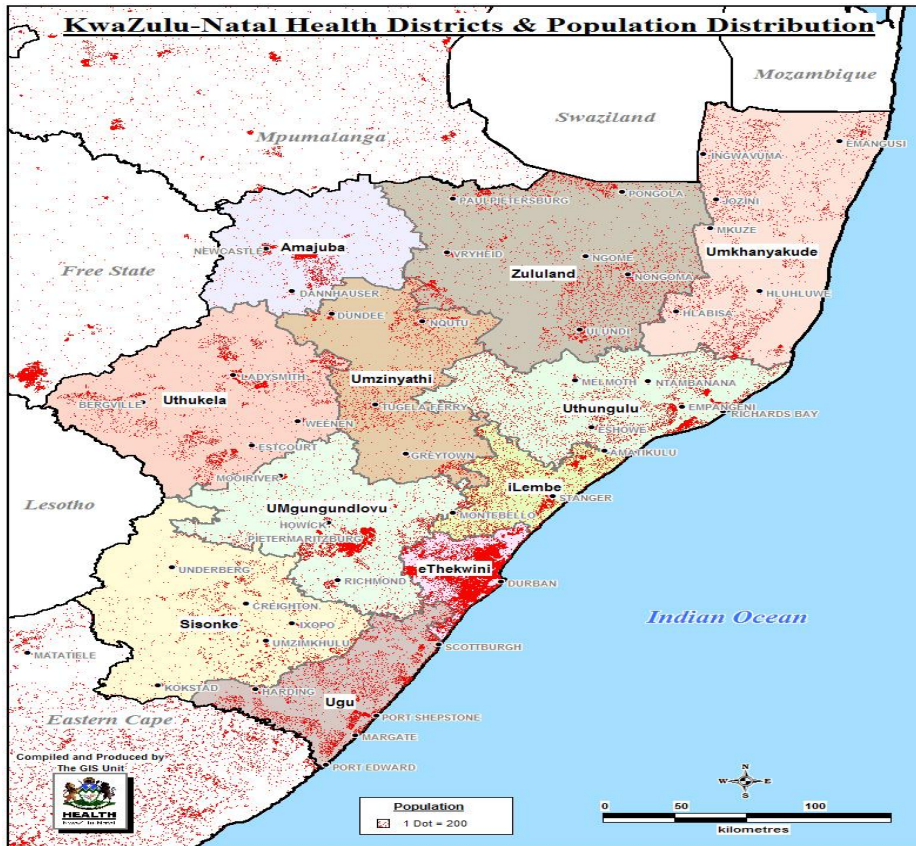 KwaZulu-Natal Health Districts & Population Distribution
Mozambique
Swaziland
Mpumalanga
EMANGUSI
INGWAVUMA
PONGOLA
PAULPIETERSBURG
JOZINI
MKUZE
Amajuba
NEWCASTLE
Umkhanyakude
VRYHEID
NGOME
Free State
Zululand
NONGOMA
DANNHAUSER
HLUHLUWE
DUNDEE
NQUTU
HLABISA
ULUNDI
LADYSMITH
Umzinyathi
MELMOTH
NTAMBANANA
Uthukela
BERGVILLE
TUGELA FERRY
Uthungulu
EMPANGENI
RICHARDS BAY
WEENEN
ESHOWE
ESTCOURT
GREYTOWN
AMATIKULU
MOOIRIVER
iLembe
Lesotho
STANGER
UMgungundlovu
MONTEBELLO
HOWICK
PIETERMARITZBURG
UNDERBERG
eThekwini
RICHMOND
DURBAN
CREIGHTON
Indian Ocean
Sisonke
IXOPO
UMZIMKHULU
SCOTTBURGH
MATATIELE
KOKSTAD
HARDING
Ugu
Eastern Cape
PORT SHEPSTONE
MARGATE
Compiled and Produced by
The GIS Unit
PORT EDWARD
HEALTH
KwaZulu-Natal
Population
1 Dot = 200
N
W E
S
0 50 100
kilometres